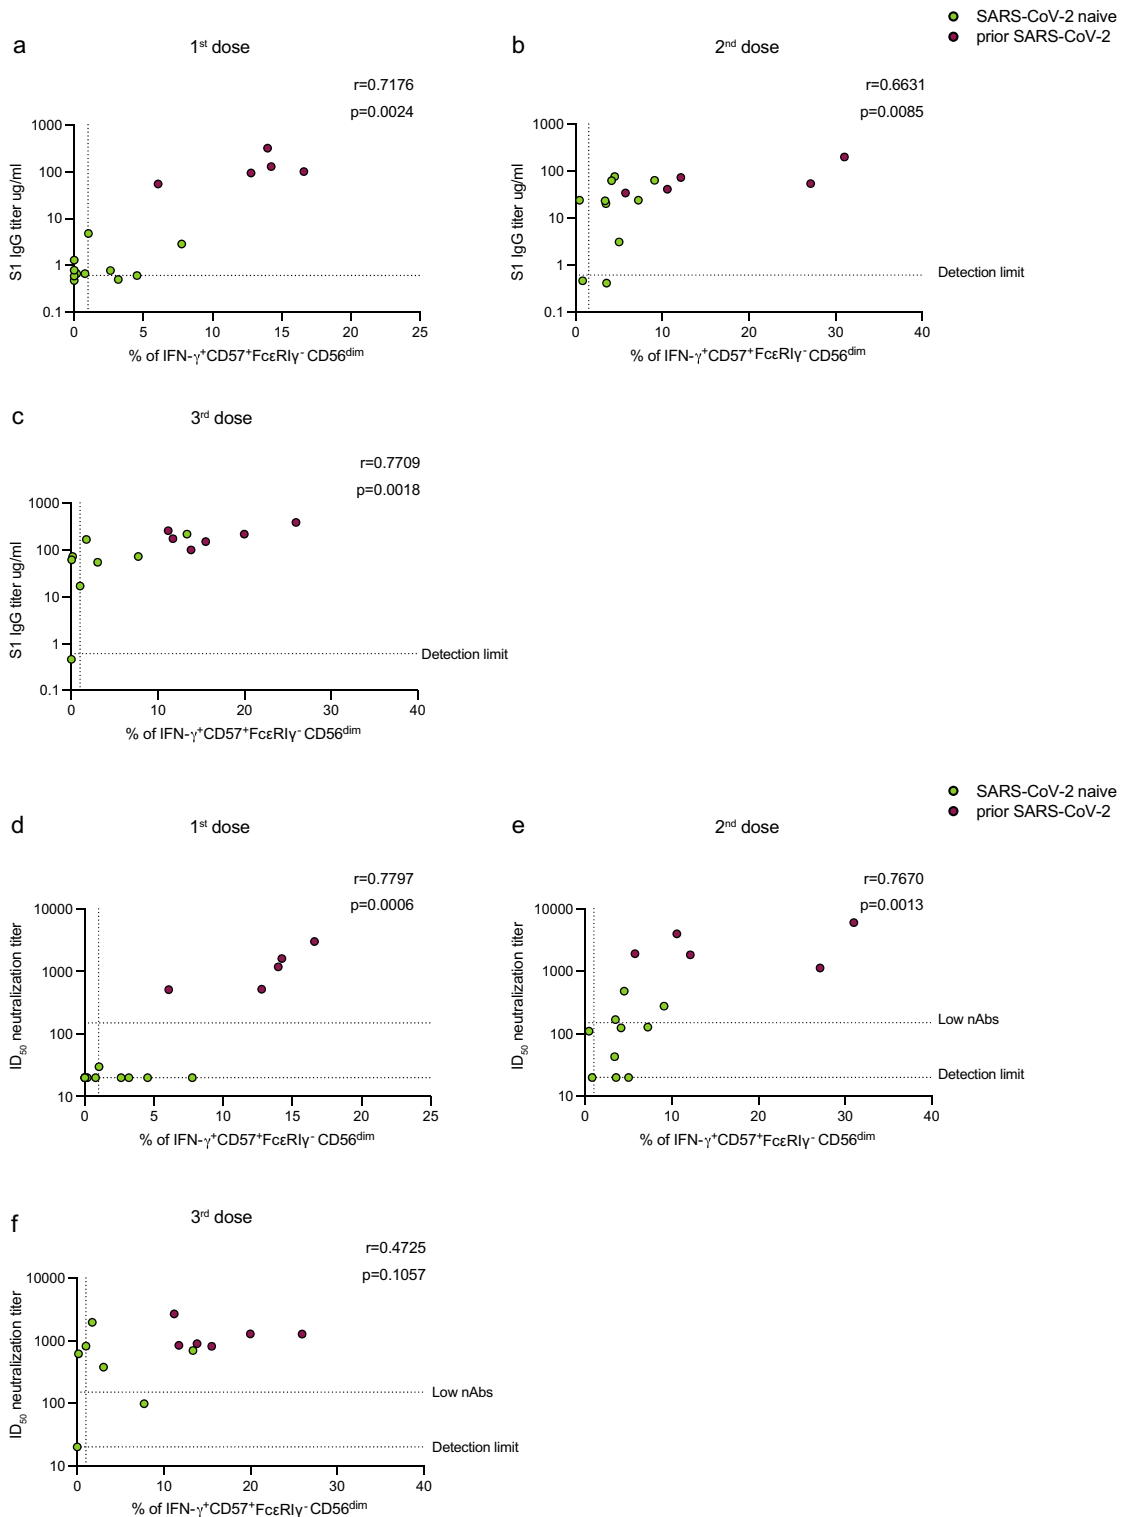 SARS-CoV-2 naive
prior SARS-CoV-2
a
1st dose
r=0.7176
p=0.0024
1000
100
10
1
0.1
S1 IgG titer ug/ml
0 5 10 15 20 25
% of IFN-γ+CD57+FcεRIγ- CD56dim
b
2nd dose
r=0.6631
p=0.0085
1000
100
10
1
0.1
S1 IgG titer ug/ml
Detection limit
0 10 20 30 40
% of IFN-γ+CD57+FcεRIγ- CD56dim
c
3rd dose
r=0.7709
p=0.0018
1000
100
10
1
0.1
S1 IgG titer ug/ml
Detection limit
0 10 20 30 40
% of IFN-γ+CD57+FcεRIγ- CD56dim
SARS-CoV-2 naive
prior SARS-CoV-2
d
1st dose
r=0.7797
p=0.0006
10000
1000
100
10
ID50 neutralization titer
0 5 10 15 20 25
% of IFN-γ+CD57+FcεRIγ- CD56dim
e
2nd dose
r=0.7670
p=0.0013
10000
1000
100
10
ID50 neutralization titer
Low nAbs
Detection limit
0 10 20 30 40
% of IFN-γ+CD57+FcεRIγ- CD56dim
f
3rd dose
r=0.4725
p=0.1057
10000
1000
100
10
ID50 neutralization titer
Low nAbs
Detection limit
0 10 20 30 40
% of IFN-γ+CD57+FcεRIγ- CD56dim